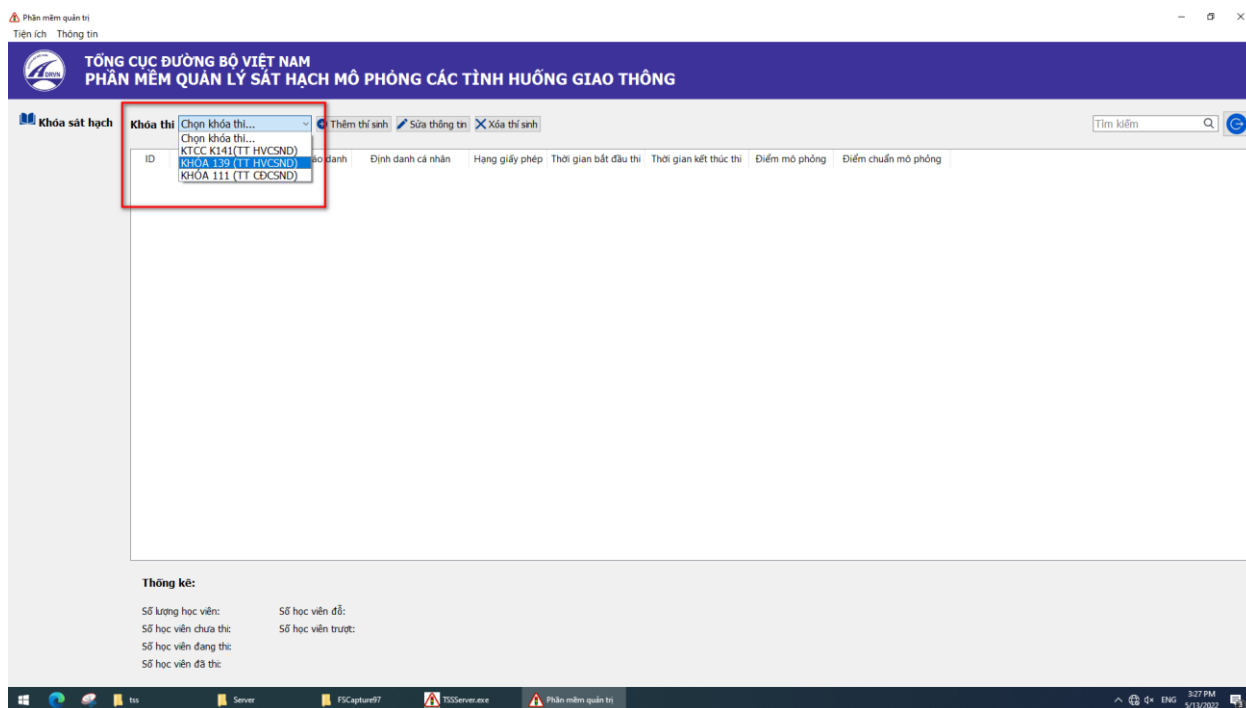 Phần mềm quản trị
Tiện ích Thông tin
DRVN
TỔNG CỤC ĐƯỜNG BỘ VIỆT NAM
PHẦN MỀM QUẢN LÝ SÁT HẠCH MÔ PHỎNG CÁC TÌNH HUỐNG GIAO THÔNG
Khóa sát hạch
Khóa thi Chọn khóa thi... Thêm thí sinh Sửa thông tin Xóa thí sinh Tìm kiếm
Chọn khóa thi...
KTCC K141(TT HVCSND)
KHÓA 139 (TT HVCSND)
KHÓA 111 (TT CĐCSND)
ID danh Định danh cá nhân Hạng giấy phép Thời gian bắt đầu thi Thời gian kết thúc thi Điểm mô phỏng Điểm chuẩn mô phỏng
Thống kê:
Số lượng học viên: Số học viên đỗ:
Số học viên chưa thi: Số học viên trượt:
Số học viên đang thi:
Số học viên đã thi:
tss Server FSCapture97 TSSServer.exe Phần mềm quản trị ENG 3:27 PM
5/13/2022